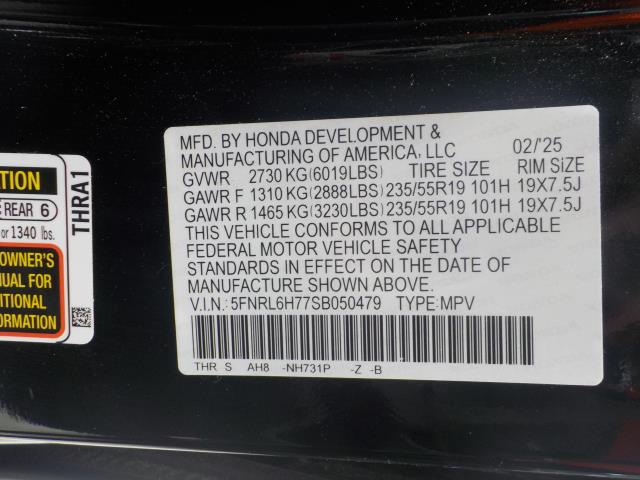 TION
REAR 6
or 1340 lbs.
OWNER'S
NUAL FOR
ITIONAL
FORMATION
THRA1
MFD. BY HONDA DEVELOPMENT &
MANUFACTURING OF AMERICA, LLC 02/'25
GVWR 2730 KG(6019LBS) TIRE SIZE RIM SIZE
GAWR F 1310 KG(2888LBS) 235/55R19 101H 19X7.5J
GAWR R 1465 KG(3230LBS) 235/55R19 101H 19X7.5J
THIS VEHICLE CONFORMS TO ALL APPLICABLE
FEDERAL MOTOR VEHICLE SAFETY
STANDARDS IN EFFECT ON THE DATE OF
MANUFACTURE SHOWN ABOVE.
V.I.N.: 5FNRL6H77SB050479 TYPE:MPV
THR S AH8 -NH731P -Z -B